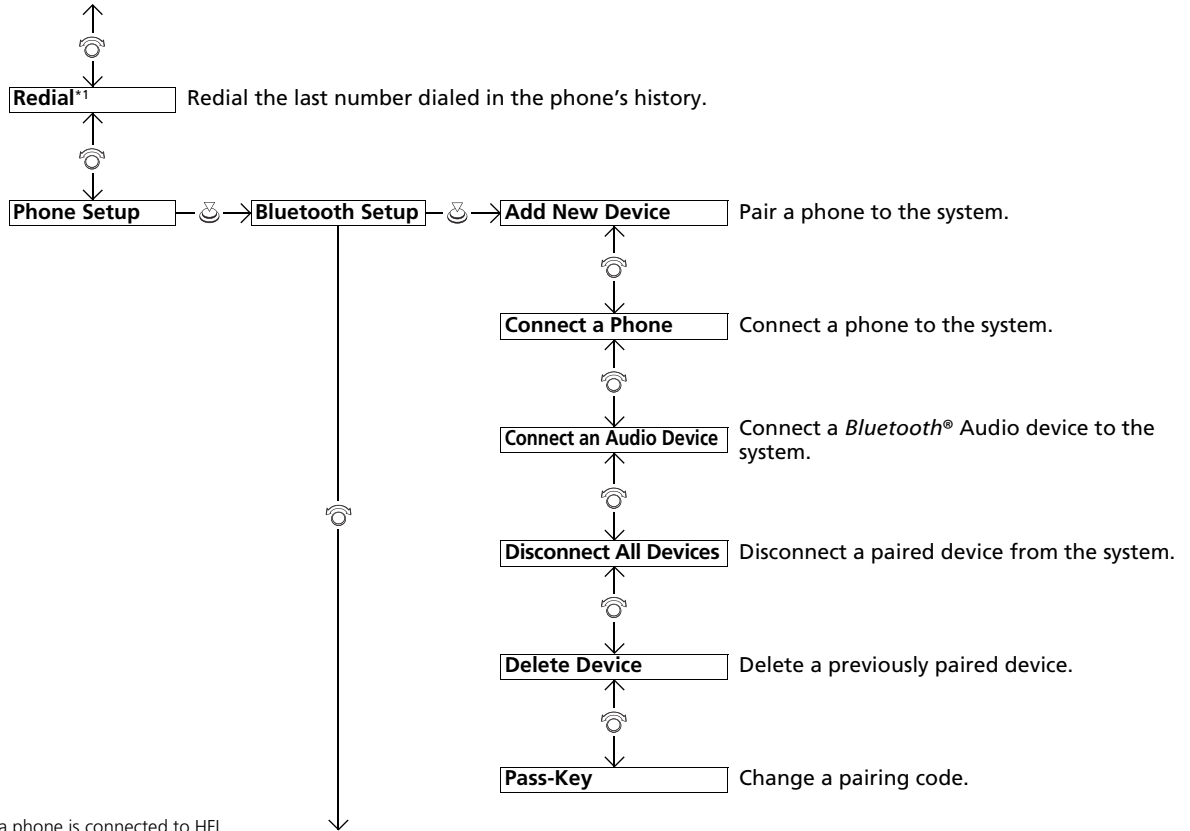 Redial*1 Redial the last number dialed in the phone's history.
Phone Setup Bluetooth Setup Add New Device Pair a phone to the system.
Connect a Phone Connect a phone to the system.
Connect an Audio Device Connect a Bluetooth® Audio device to the
system.
Disconnect All Devices Disconnect a paired device from the system.
Delete Device Delete a previously paired device.
Pass-Key Change a pairing code.
a phone is connected to HFL